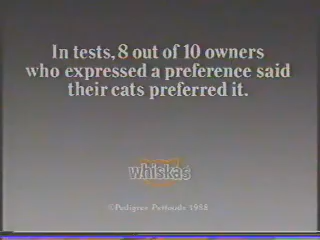 In tests, 8 out of 10 owners
who expressed a preference said
their cats preferred it.
whiskas
©Pedigree Petfoods 1988